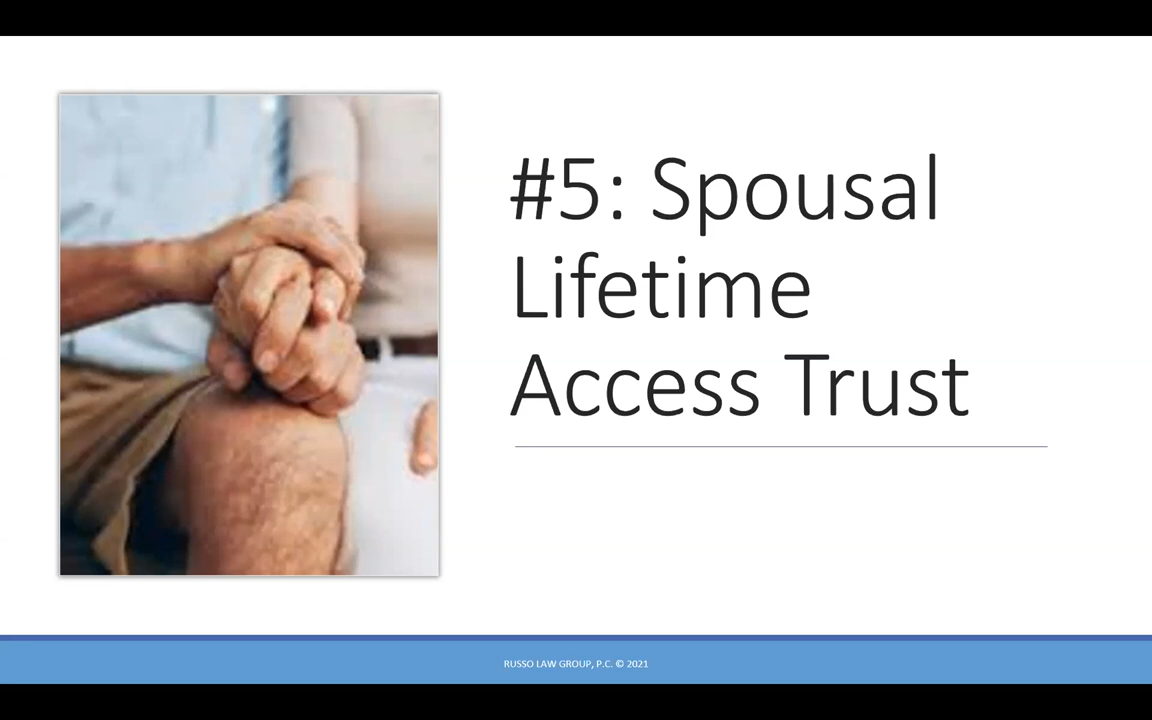 #5: Spousal
Lifetime
Access Trust
RUSSO LAW GROUP, P.C. © 2021